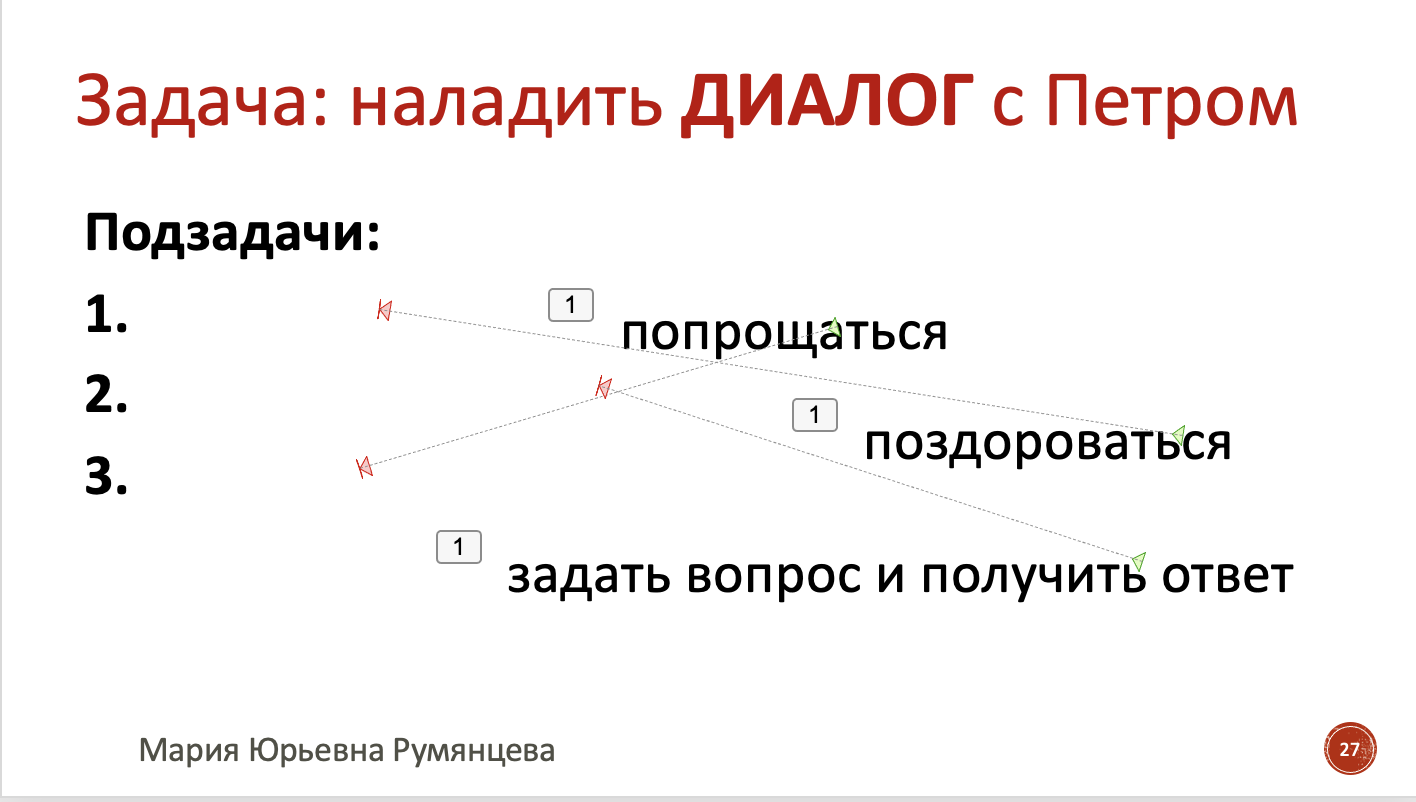 Задача: наладить ДИАЛОГ с Петром
Подзадачи:
1.
1
попрощаться
2.
1
поздороваться
3.
1
задать вопрос и получить ответ
Мария Юрьевна Румянцева
27